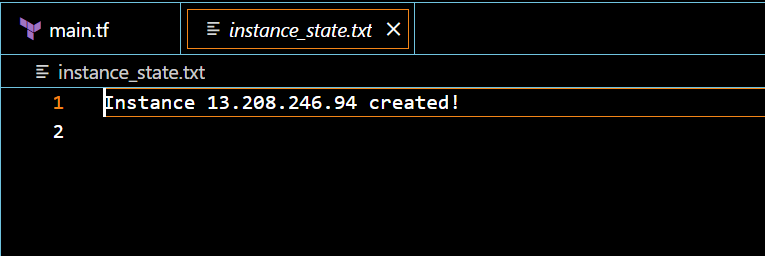 main.tf
instance_state.txt
instance_state.txt
1
Instance 13.208.246.94 created!
2